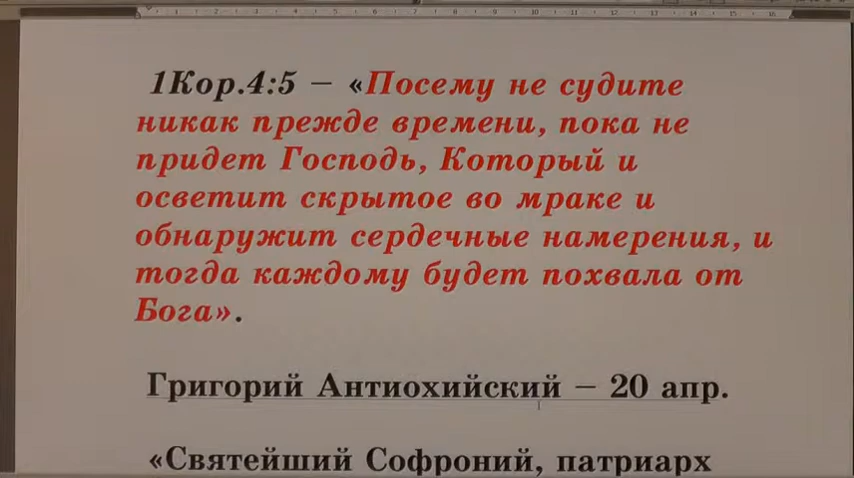 1Кор.4:5 – «Посему не судите
никак прежде времени, пока не
придет Господь, Который и
осветит скрытое во мраке и
обнаружит сердечные намерения, и
тогда каждому будет похвала от
Бога».
Григорий Антиохийский – 20 апр.
«Святейший Софроний, патриарх